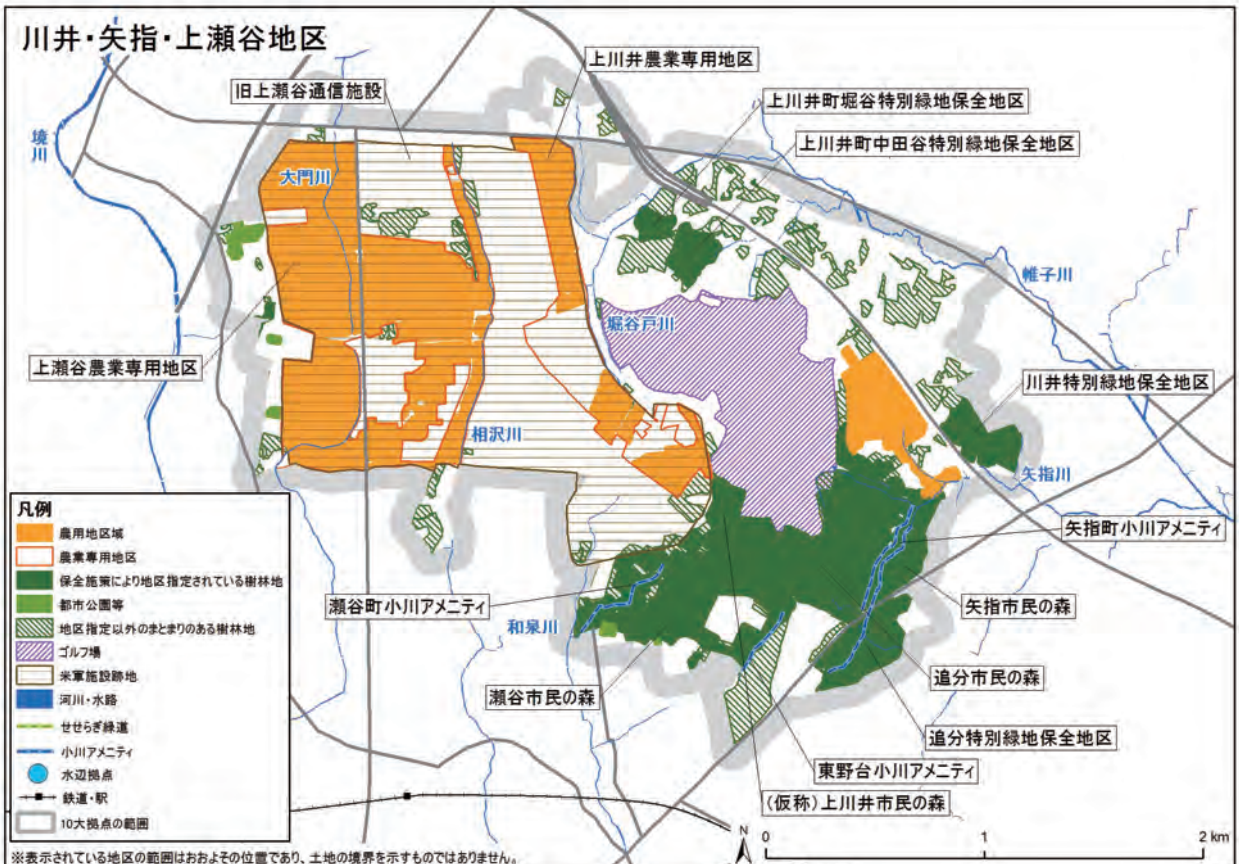 川井・矢指・上瀬谷地区
上川井農業専用地区
旧上瀬谷通信施設
上川井町堀谷特別緑地保全地区
境川
上川井町中田谷特別緑地保全地区
大門川
帷子川
堀谷戸川
上瀬谷農業専用地区
川井特別緑地保全地区
相沢川
矢指川
矢指町小川アメニティ
瀬谷町小川アメニティ
矢指市民の森
和泉川
追分市民の森
瀬谷市民の森
追分特別緑地保全地区
東野台小川アメニティ
(仮称)上川井市民の森
凡例
農用地区域
農業専用地区
保全施策により地区指定されている樹林地
都市公園等
地区指定以外のまとまりのある樹林地
ゴルフ場
米軍施設跡地
河川・水路
せせらぎ緑道
小川アメニティ
水辺拠点
鉄道・駅
10大拠点の範囲
N 0 1 2 km
※表示されている地区の範囲はおおよその位置であり、土地の境界を示すものではありません。